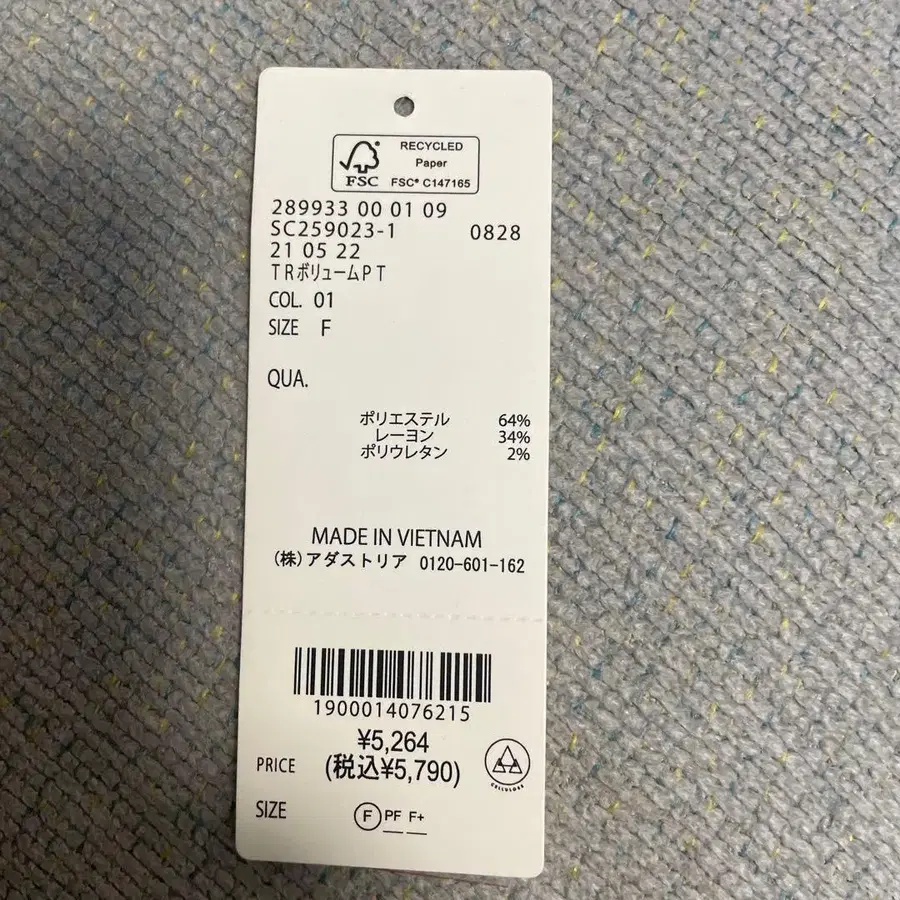 RECYCLED
Paper
FSC
FSC® C147165
289933 00 01 09
SC259023-1 0828
21 05 22
TRボリュームPT
COL. 01
SIZE F
QUA.
ポリエステル 64%
レーヨン 34%
ポリウレタン 2%
MADE IN VIETNAM
(株)アダストリア 0120-601-162
1900014076215
¥5,264
PRICE (税込¥5,790)
CELLULOSE
SIZE F PF F+